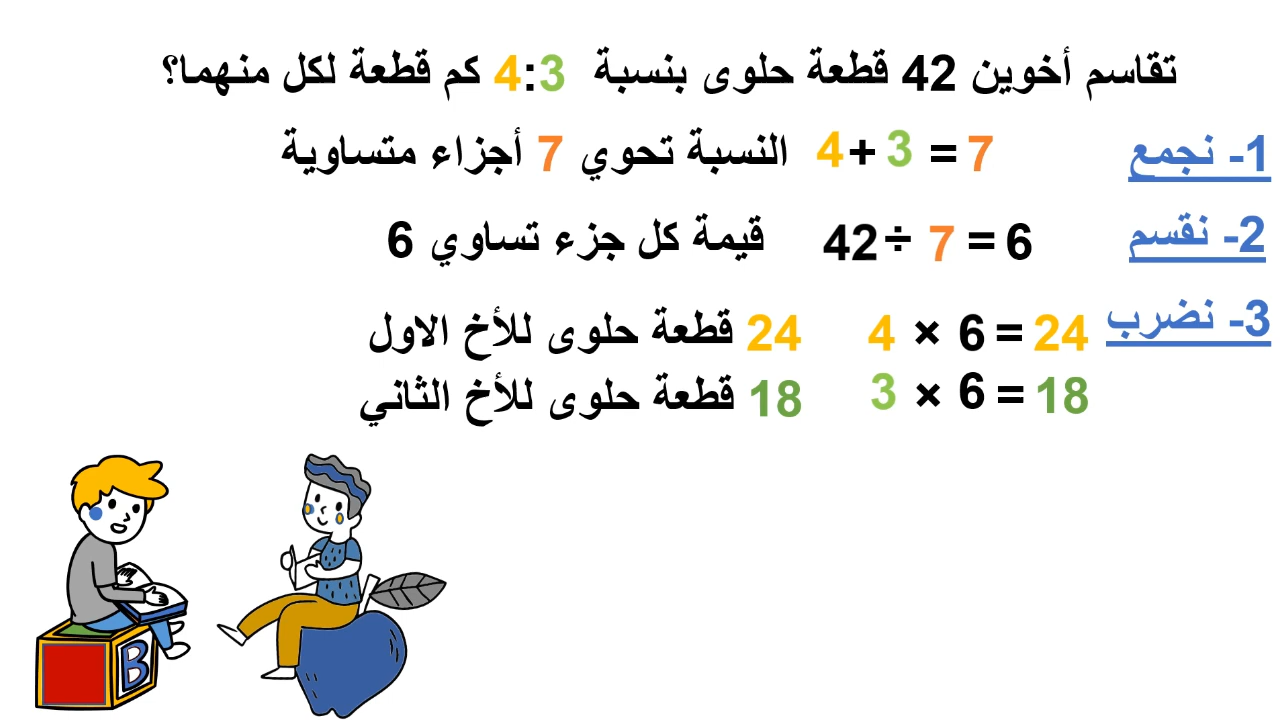 تقاسم أخوين 42 قطعة حلوى بنسبة 4:3 كم قطعة لكل منهما؟
1- نجمع 4 + 3 = 7 النسبة تحوي 7 أجزاء متساوية
2- نقسم 42 ÷ 7 = 6 قيمة كل جزء تساوي 6
3- نضرب 4 × 6 = 24 24 قطعة حلوى للأخ الاول
3 × 6 = 18 18 قطعة حلوى للأخ الثاني
B